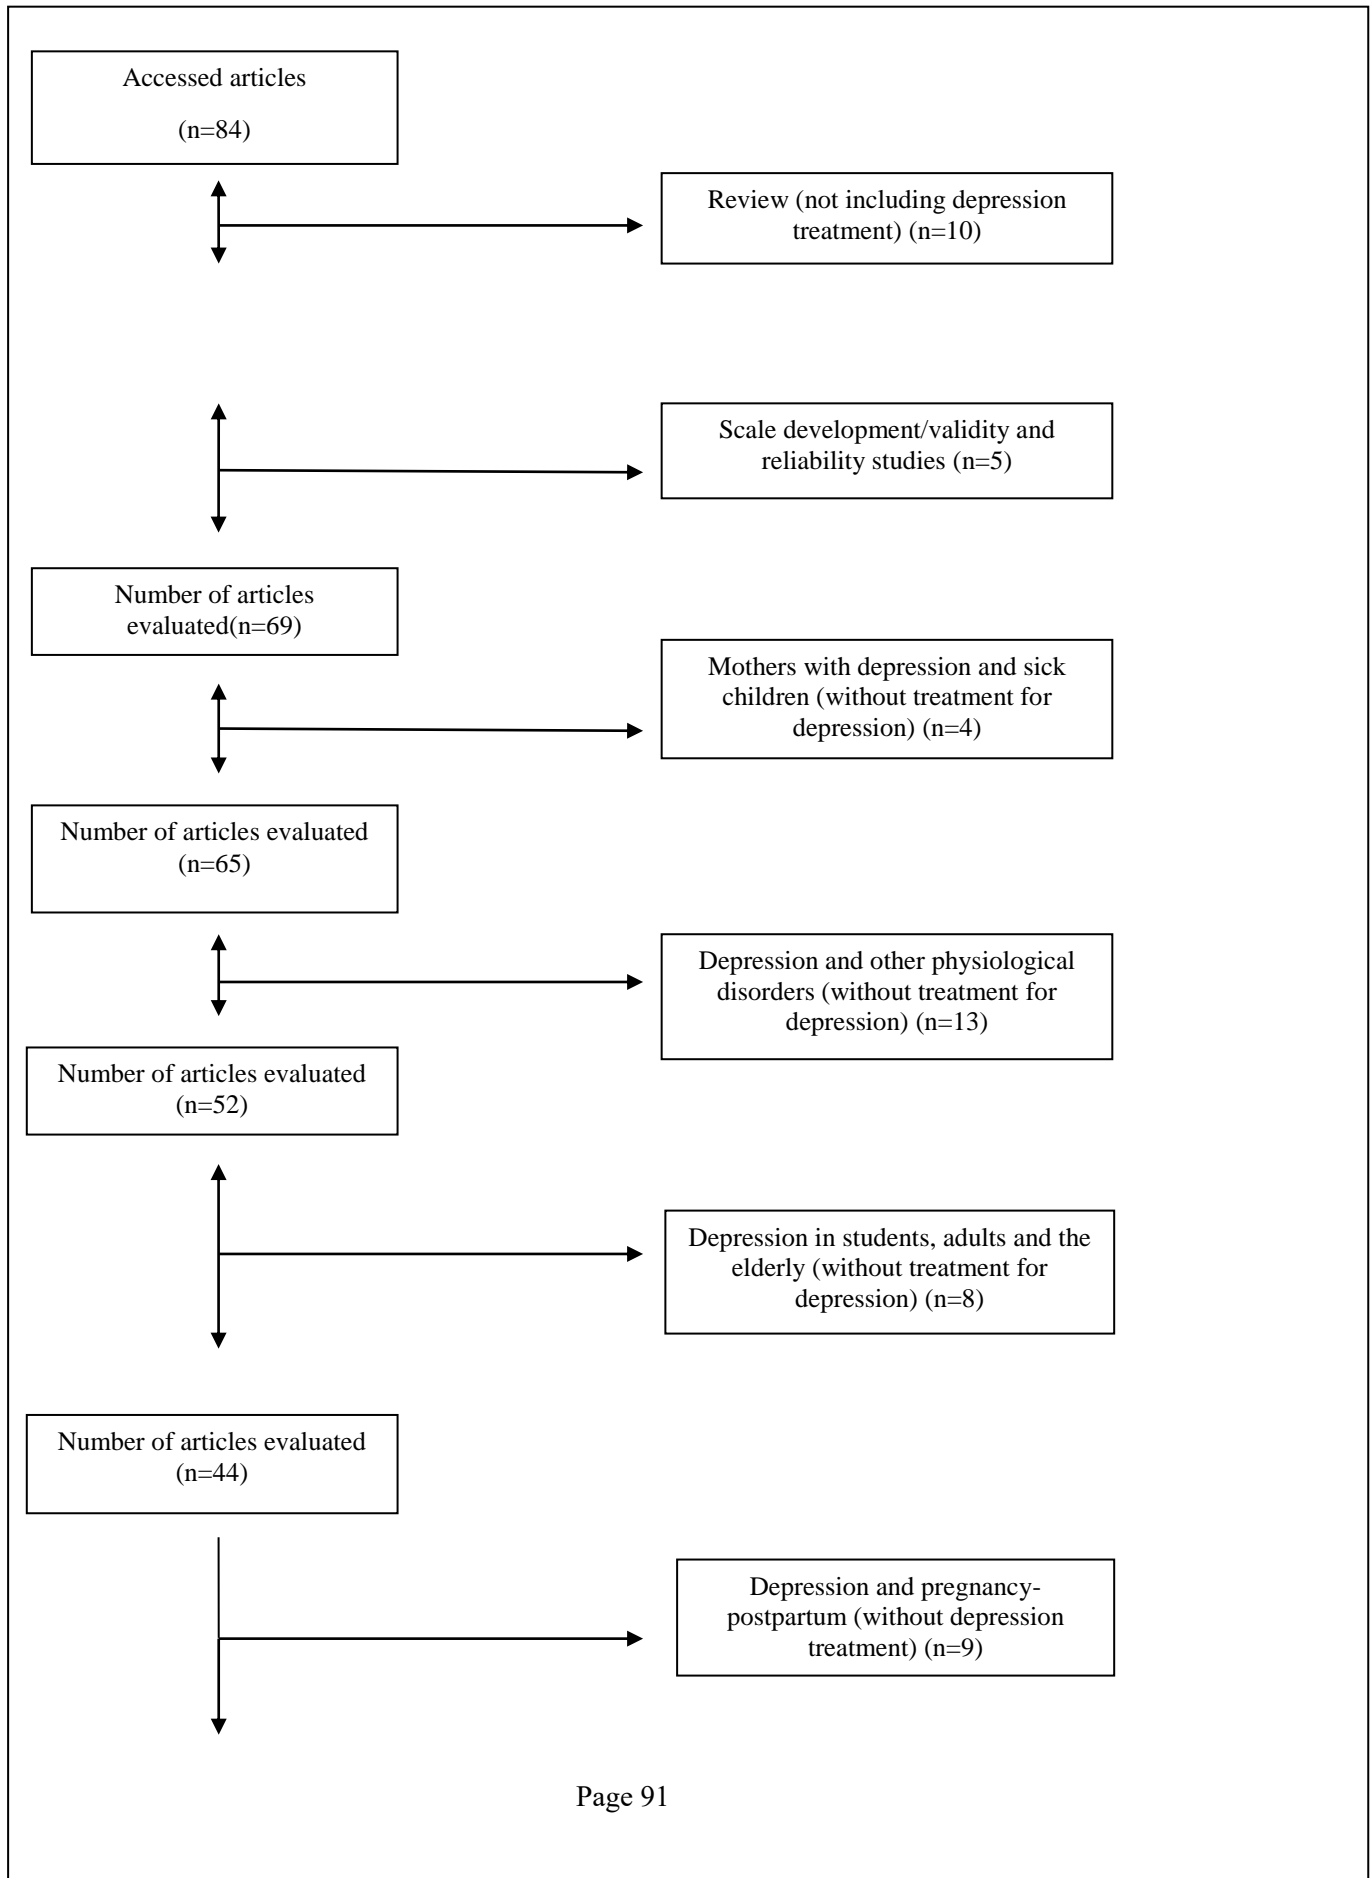 Accessed articles
(n=84)
Review (not including depression
treatment) (n=10)
Scale development/validity and
reliability studies (n=5)
Number of articles
evaluated(n=69)
Mothers with depression and sick
children (without treatment for
depression) (n=4)
Number of articles evaluated
(n=65)
Depression and other physiological
disorders (without treatment for
depression) (n=13)
Number of articles evaluated
(n=52)
Depression in students, adults and the
elderly (without treatment for
depression) (n=8)
Number of articles evaluated
(n=44)
Depression and pregnancy-
postpartum (without depression
treatment) (n=9)
Page 91